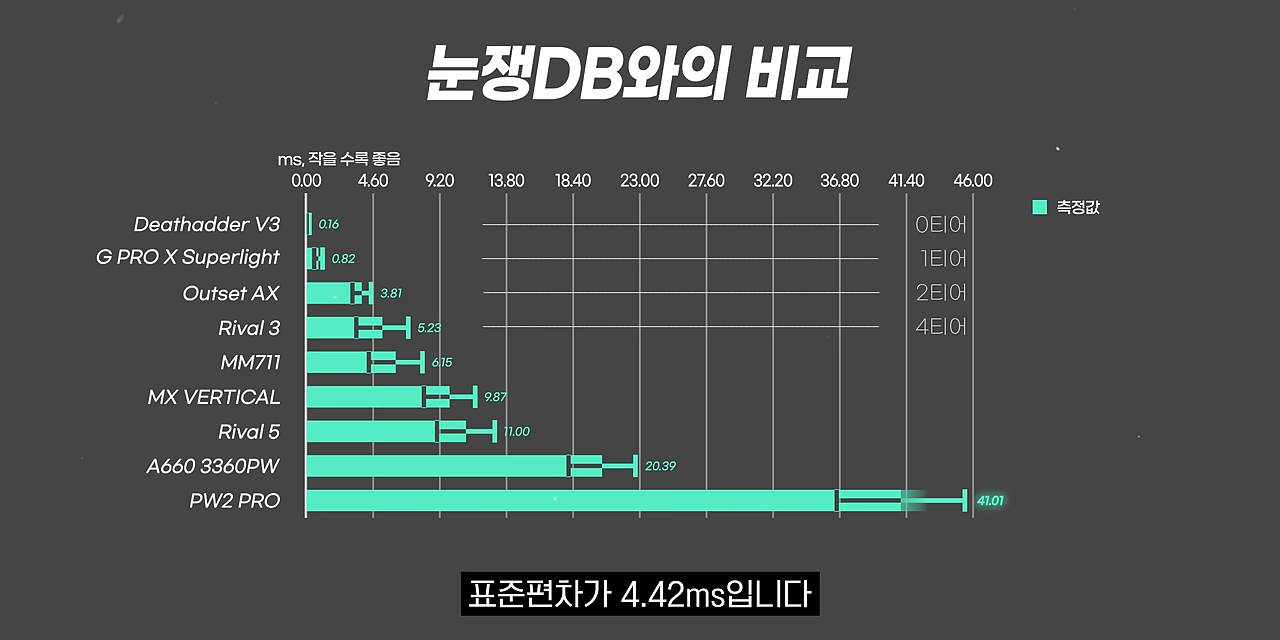 눈쟁DB와의 비교
ms, 작을 수록 좋음
0.00 4.60 9.20 13.80 18.40 23.00 27.60 32.20 36.80 41.40 46.00
측정값
Deathadder V3 0.16 0티어
G PRO X Superlight 0.82 1티어
Outset AX 3.81 2티어
Rival 3 5.23 4티어
MM711 6.15
MX VERTICAL 9.87
Rival 5 11.00
A660 3360PW 20.39
PW2 PRO 41.01
표준편차가 4.42ms입니다